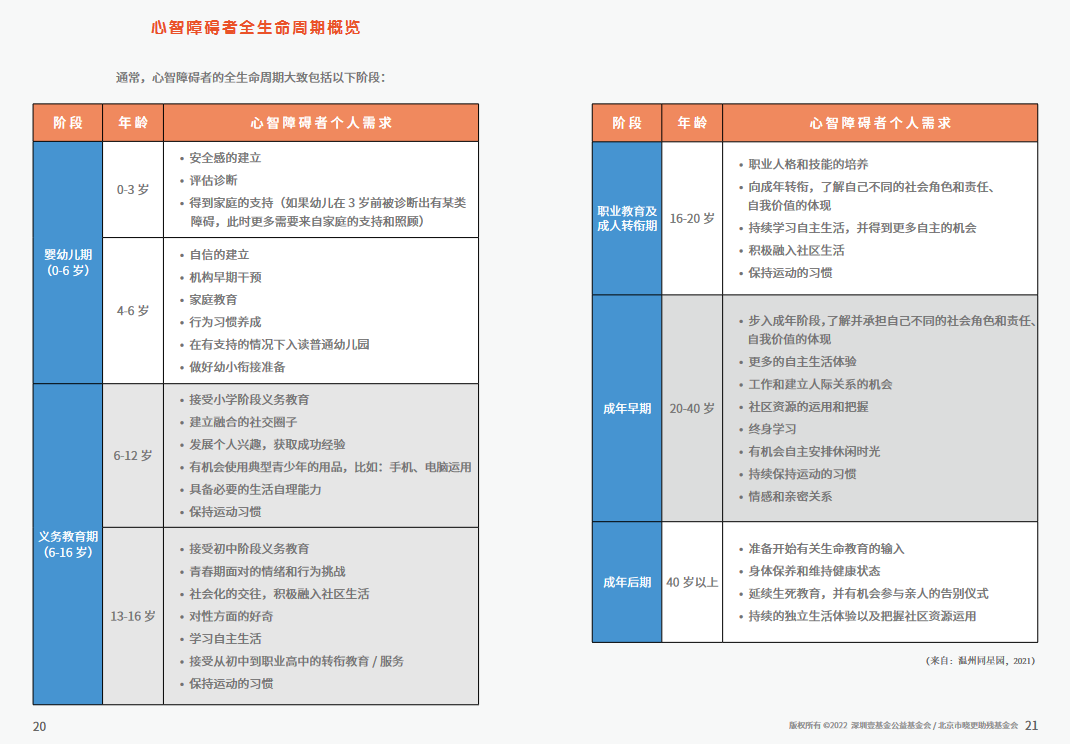 心智障碍者全生命周期概览
通常，心智障碍者的全生命周期大致包括以下阶段：
阶段 年龄 心智障碍者个人需求
婴幼儿期
（0-6 岁）
0-3 岁
• 安全感的建立
• 评估诊断
• 得到家庭的支持（如果幼儿在 3 岁前被诊断出有某类
障碍，此时更多需要来自家庭的支持和照顾）
4-6 岁
• 自信的建立
• 机构早期干预
• 家庭教育
• 行为习惯养成
• 在有支持的情况下入读普通幼儿园
• 做好幼小衔接准备
义务教育期
（6-16 岁）
6-12 岁
• 接受小学阶段义务教育
• 建立融合的社交圈子
• 发展个人兴趣，获取成功经验
• 有机会使用典型青少年的用品，比如：手机、电脑运用
• 具备必要的生活自理能力
• 保持运动习惯
13-16 岁
• 接受初中阶段义务教育
• 青春期面对的情绪和行为挑战
• 社会化的交往，积极融入社区生活
• 对性方面的好奇
• 学习自主生活
• 接受从初中到职业高中的转衔教育 / 服务
• 保持运动的习惯
20
阶段 年龄 心智障碍者个人需求
职业教育及
成人转衔期
16-20 岁
• 职业人格和技能的培养
• 向成年转衔，了解自己不同的社会角色和责任、
自我价值的体现
• 持续学习自主生活，并得到更多自主的机会
• 积极融入社区生活
• 保持运动的习惯
成年早期
20-40 岁
• 步入成年阶段，了解并承担自己不同的社会角色和责任、
自我价值的体现
• 更多的自主生活体验
• 工作和建立人际关系的机会
• 社区资源的运用和把握
• 终身学习
• 有机会自主安排休闲时光
• 持续保持运动的习惯
• 情感和亲密关系
成年后期
40 岁以上
• 准备开始有关生命教育的输入
• 身体保养和维持健康状态
• 延续生死教育，并有机会参与亲人的告别仪式
• 持续的独立生活体验以及把握社区资源运用
（来自：温州同星园，2021）
版权所有 ©2022 深圳壹基金公益基金会 / 北京市晓更助残基金会 21